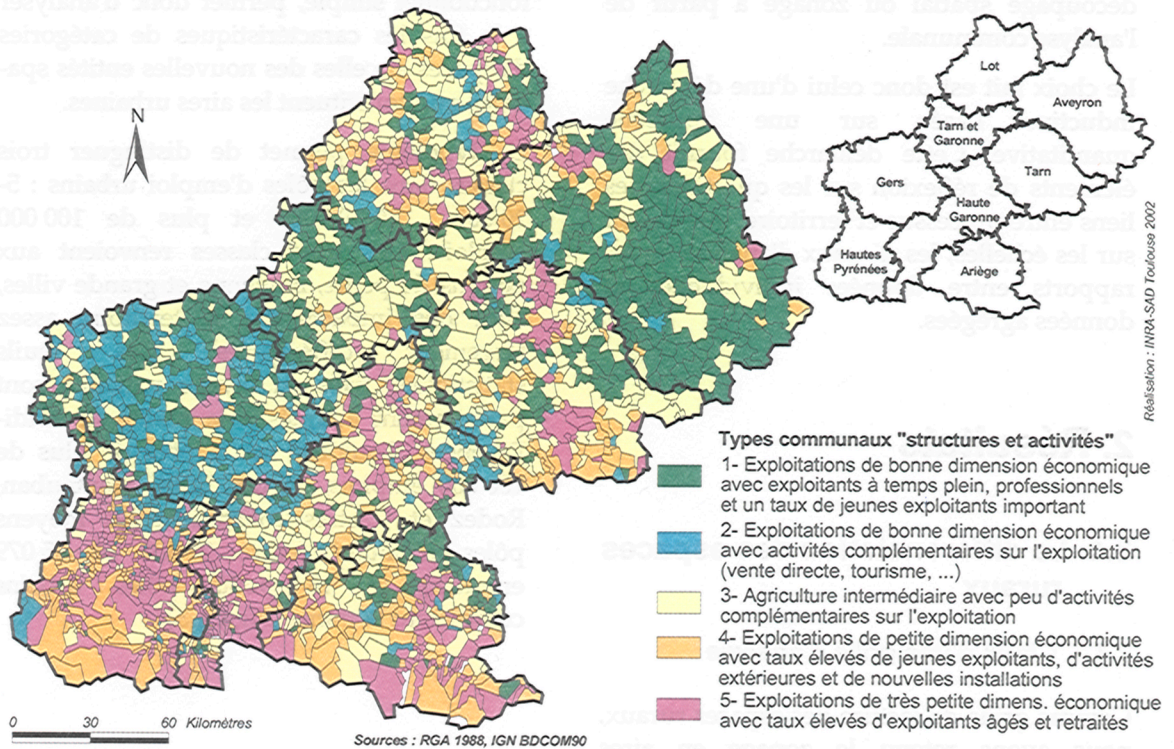 N
Lot
Aveyron
Tarn et
Garonne
Tarn
Gers
Haute
Garonne
Hautes
Pyrénées
Ariège
Réalisation : INRA-SAD Toulouse 2002
Types communaux "structures et activités"
1- Exploitations de bonne dimension économique
avec exploitants à temps plein, professionnels
et un taux de jeunes exploitants important
2- Exploitations de bonne dimension économique
avec activités complémentaires sur l'exploitation
(vente directe, tourisme, ...)
3- Agriculture intermédiaire avec peu d'activités
complémentaires sur l'exploitation
4- Exploitations de petite dimension économique
avec taux élevés de jeunes exploitants, d'activités
extérieures et de nouvelles installations
5- Exploitations de très petite dimens. économique
avec taux élevés d'exploitants âgés et retraités
0 30 60 Kilomètres
Sources : RGA 1988, IGN BDCOM90